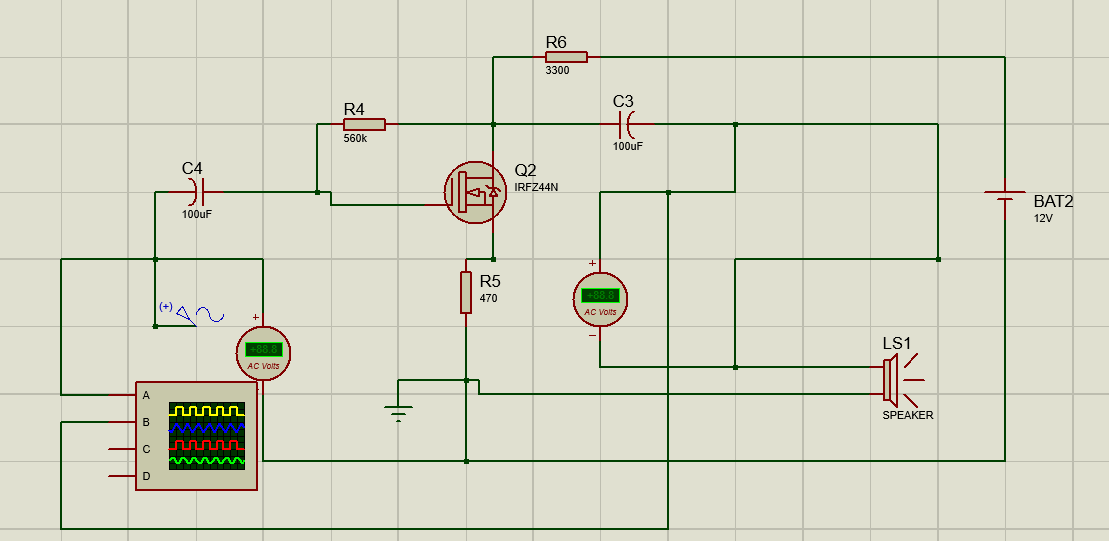 R6
3300
R4
560k
C3
100uF
C4
100uF
Q2
IRFZ44N
BAT2
12V
R5
470
(+)
+
+88.8
AC Volts
−
+
+88.8
AC Volts
LS1
SPEAKER
A
B
C
D